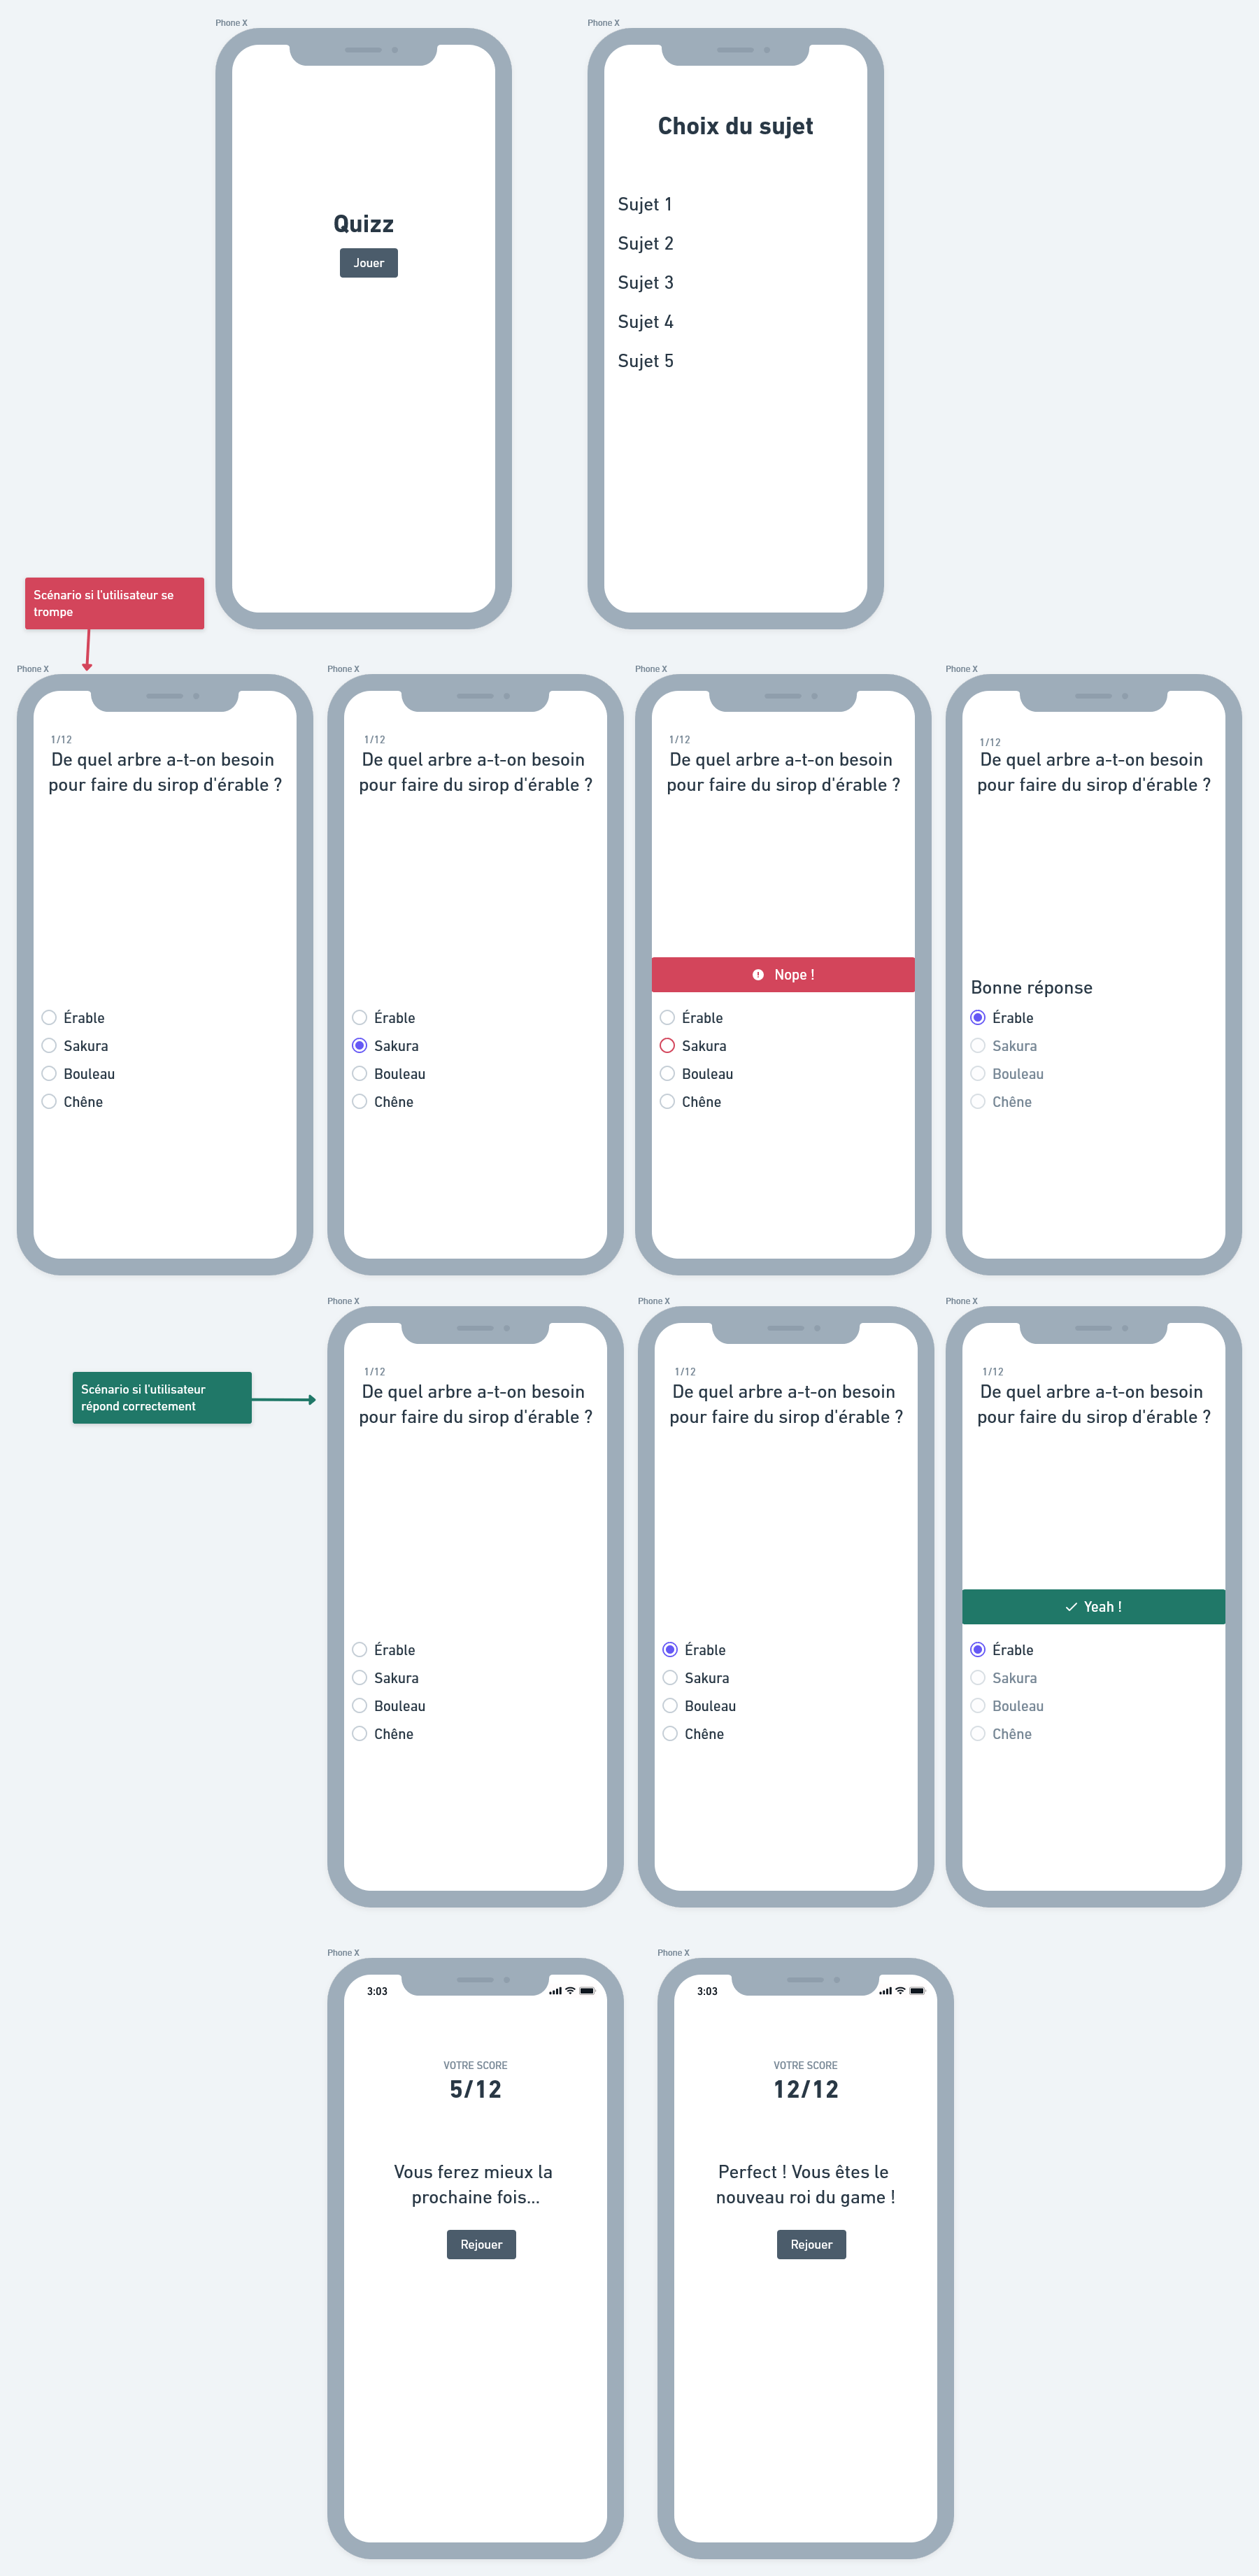 Phone X
Quizz
Jouer
Phone X
Choix du sujet
Sujet 1
Sujet 2
Sujet 3
Sujet 4
Sujet 5
Scénario si l'utilisateur se
trompe
Phone X
1/12
De quel arbre a-t-on besoin
pour faire du sirop d'érable ?
Érable
Sakura
Bouleau
Chêne
Phone X
1/12
De quel arbre a-t-on besoin
pour faire du sirop d'érable ?
Érable
Sakura
Bouleau
Chêne
Phone X
1/12
De quel arbre a-t-on besoin
pour faire du sirop d'érable ?
Nope !
Érable
Sakura
Bouleau
Chêne
Phone X
1/12
De quel arbre a-t-on besoin
pour faire du sirop d'érable ?
Bonne réponse
Érable
Sakura
Bouleau
Chêne
Scénario si l'utilisateur
répond correctement
Phone X
1/12
De quel arbre a-t-on besoin
pour faire du sirop d'érable ?
Érable
Sakura
Bouleau
Chêne
Phone X
1/12
De quel arbre a-t-on besoin
pour faire du sirop d'érable ?
Érable
Sakura
Bouleau
Chêne
Phone X
1/12
De quel arbre a-t-on besoin
pour faire du sirop d'érable ?
Yeah !
Érable
Sakura
Bouleau
Chêne
Phone X
3:03
VOTRE SCORE
5/12
Vous ferez mieux la
prochaine fois...
Rejouer
Phone X
3:03
VOTRE SCORE
12/12
Perfect ! Vous êtes le
nouveau roi du game !
Rejouer